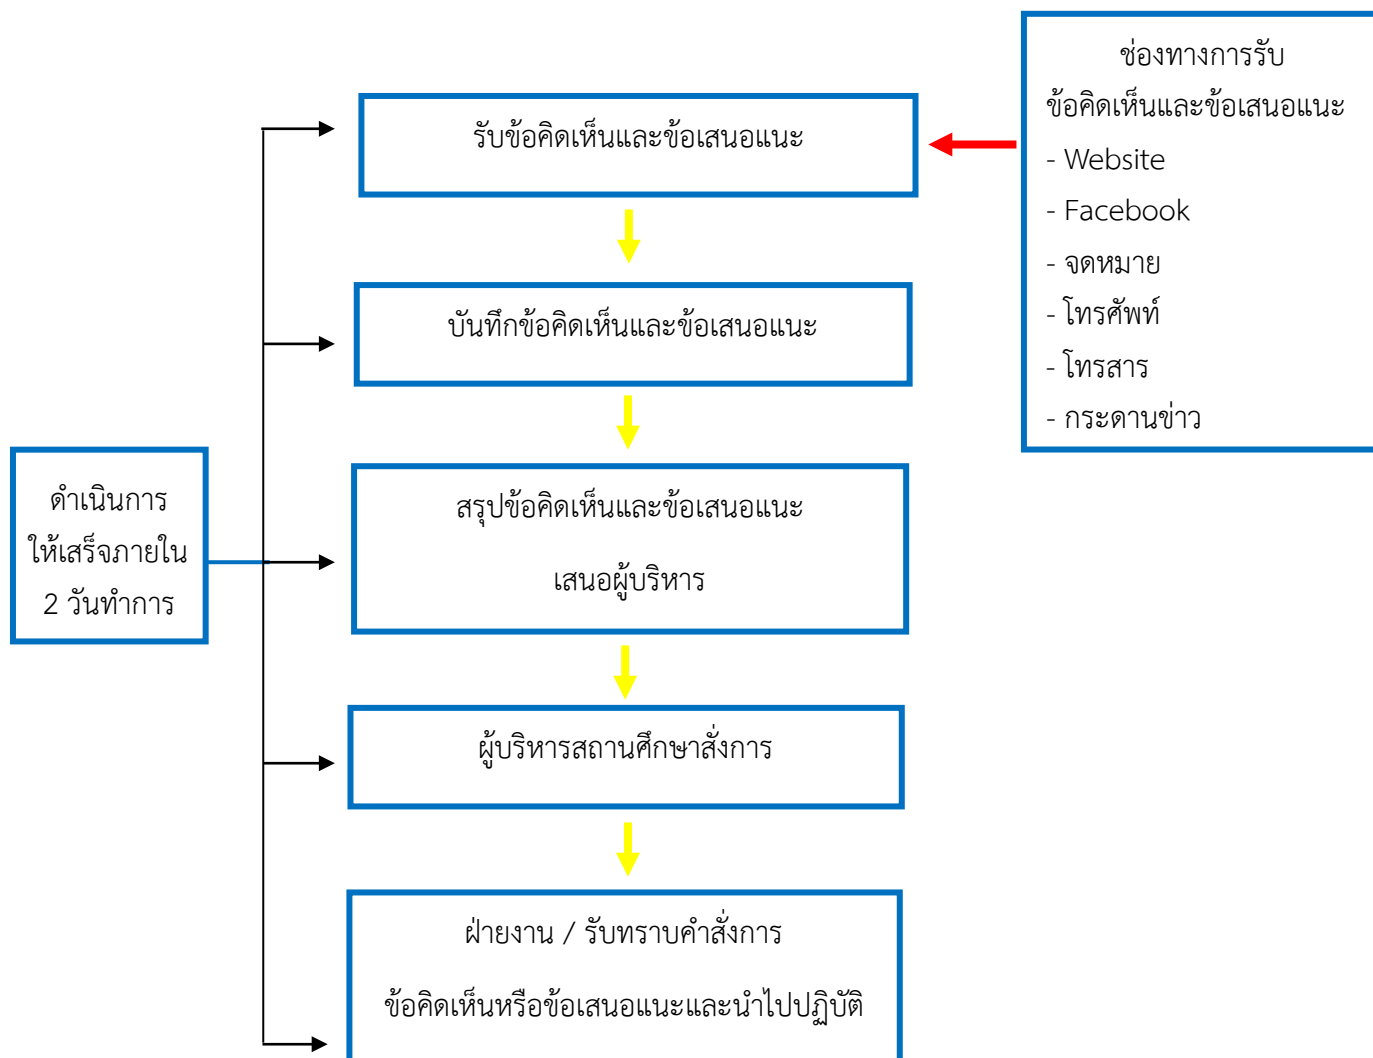 ช่องทางการรับ
ข้อคิดเห็นและข้อเสนอแนะ
- Website
- Facebook
- จดหมาย
- โทรศัพท์
- โทรสาร
- กระดานข่าว
รับข้อคิดเห็นและข้อเสนอแนะ
บันทึกข้อคิดเห็นและข้อเสนอแนะ
สรุปข้อคิดเห็นและข้อเสนอแนะ
เสนอผู้บริหาร
ผู้บริหารสถานศึกษาสั่งการ
ฝ่ายงาน / รับทราบคำสั่งการ
ข้อคิดเห็นหรือข้อเสนอแนะและนำไปปฏิบัติ
ดำเนินการ
ให้เสร็จภายใน
2 วันทำการ